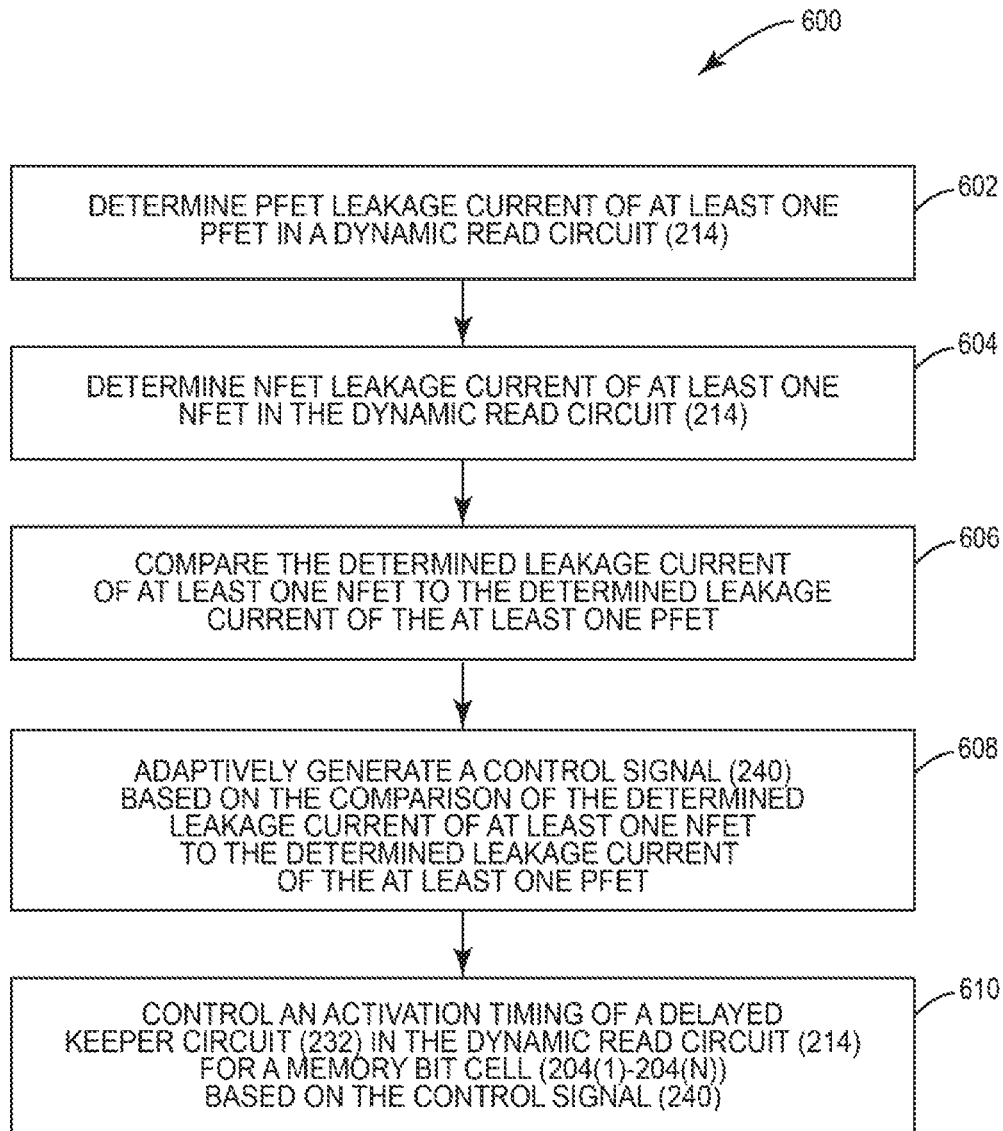 600
602
DETERMINE PFET LEAKAGE CURRENT OF AT LEAST ONE
PFET IN A DYNAMIC READ CIRCUIT (214)
604
DETERMINE NFET LEAKAGE CURRENT OF AT LEAST ONE
NFET IN THE DYNAMIC READ CIRCUIT (214)
606
COMPARE THE DETERMINED LEAKAGE CURRENT
OF AT LEAST ONE NFET TO THE DETERMINED LEAKAGE
CURRENT OF THE AT LEAST ONE PFET
608
ADAPTIVELY GENERATE A CONTROL SIGNAL (240)
BASED ON THE COMPARISON OF THE DETERMINED
LEAKAGE CURRENT OF AT LEAST ONE NFET
TO THE DETERMINED LEAKAGE CURRENT
OF THE AT LEAST ONE PFET
610
CONTROL AN ACTIVATION TIMING OF A DELAYED
KEEPER CIRCUIT (232) IN THE DYNAMIC READ CIRCUIT (214)
FOR A MEMORY BIT CELL (204(1)-204(N))
BASED ON THE CONTROL SIGNAL (240)